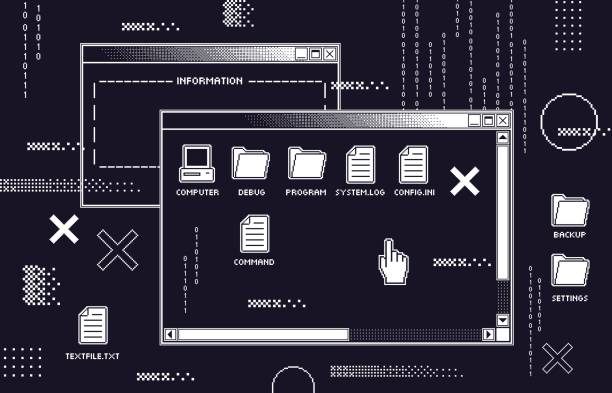 INFORMATION
COMPUTER
DEBUG
PROGRAM
SYSTEM.LOG
CONFIG.INI
COMMAND
BACKUP
SETTINGS
TEXTFILE.TXT